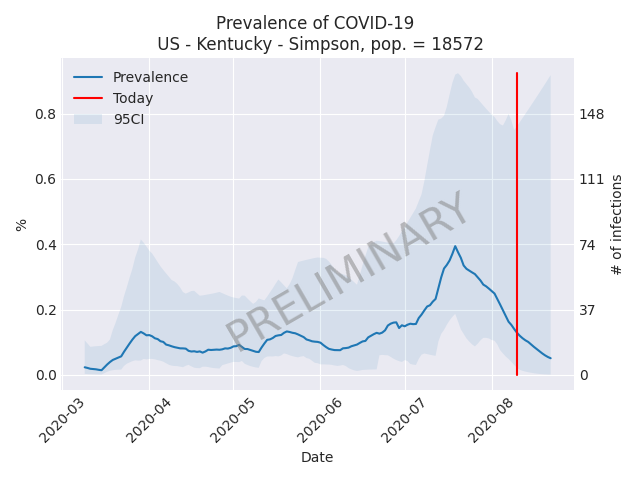 Prevalence of COVID-19
US - Kentucky - Simpson, pop. = 18572
Prevalence
Today
95CI
0.8
0.6
0.4
0.2
0.0
%
148
111
74
37
0
# of infections
PRELIMINARY
2020-03
2020-04
2020-05
2020-06
2020-07
2020-08
Date